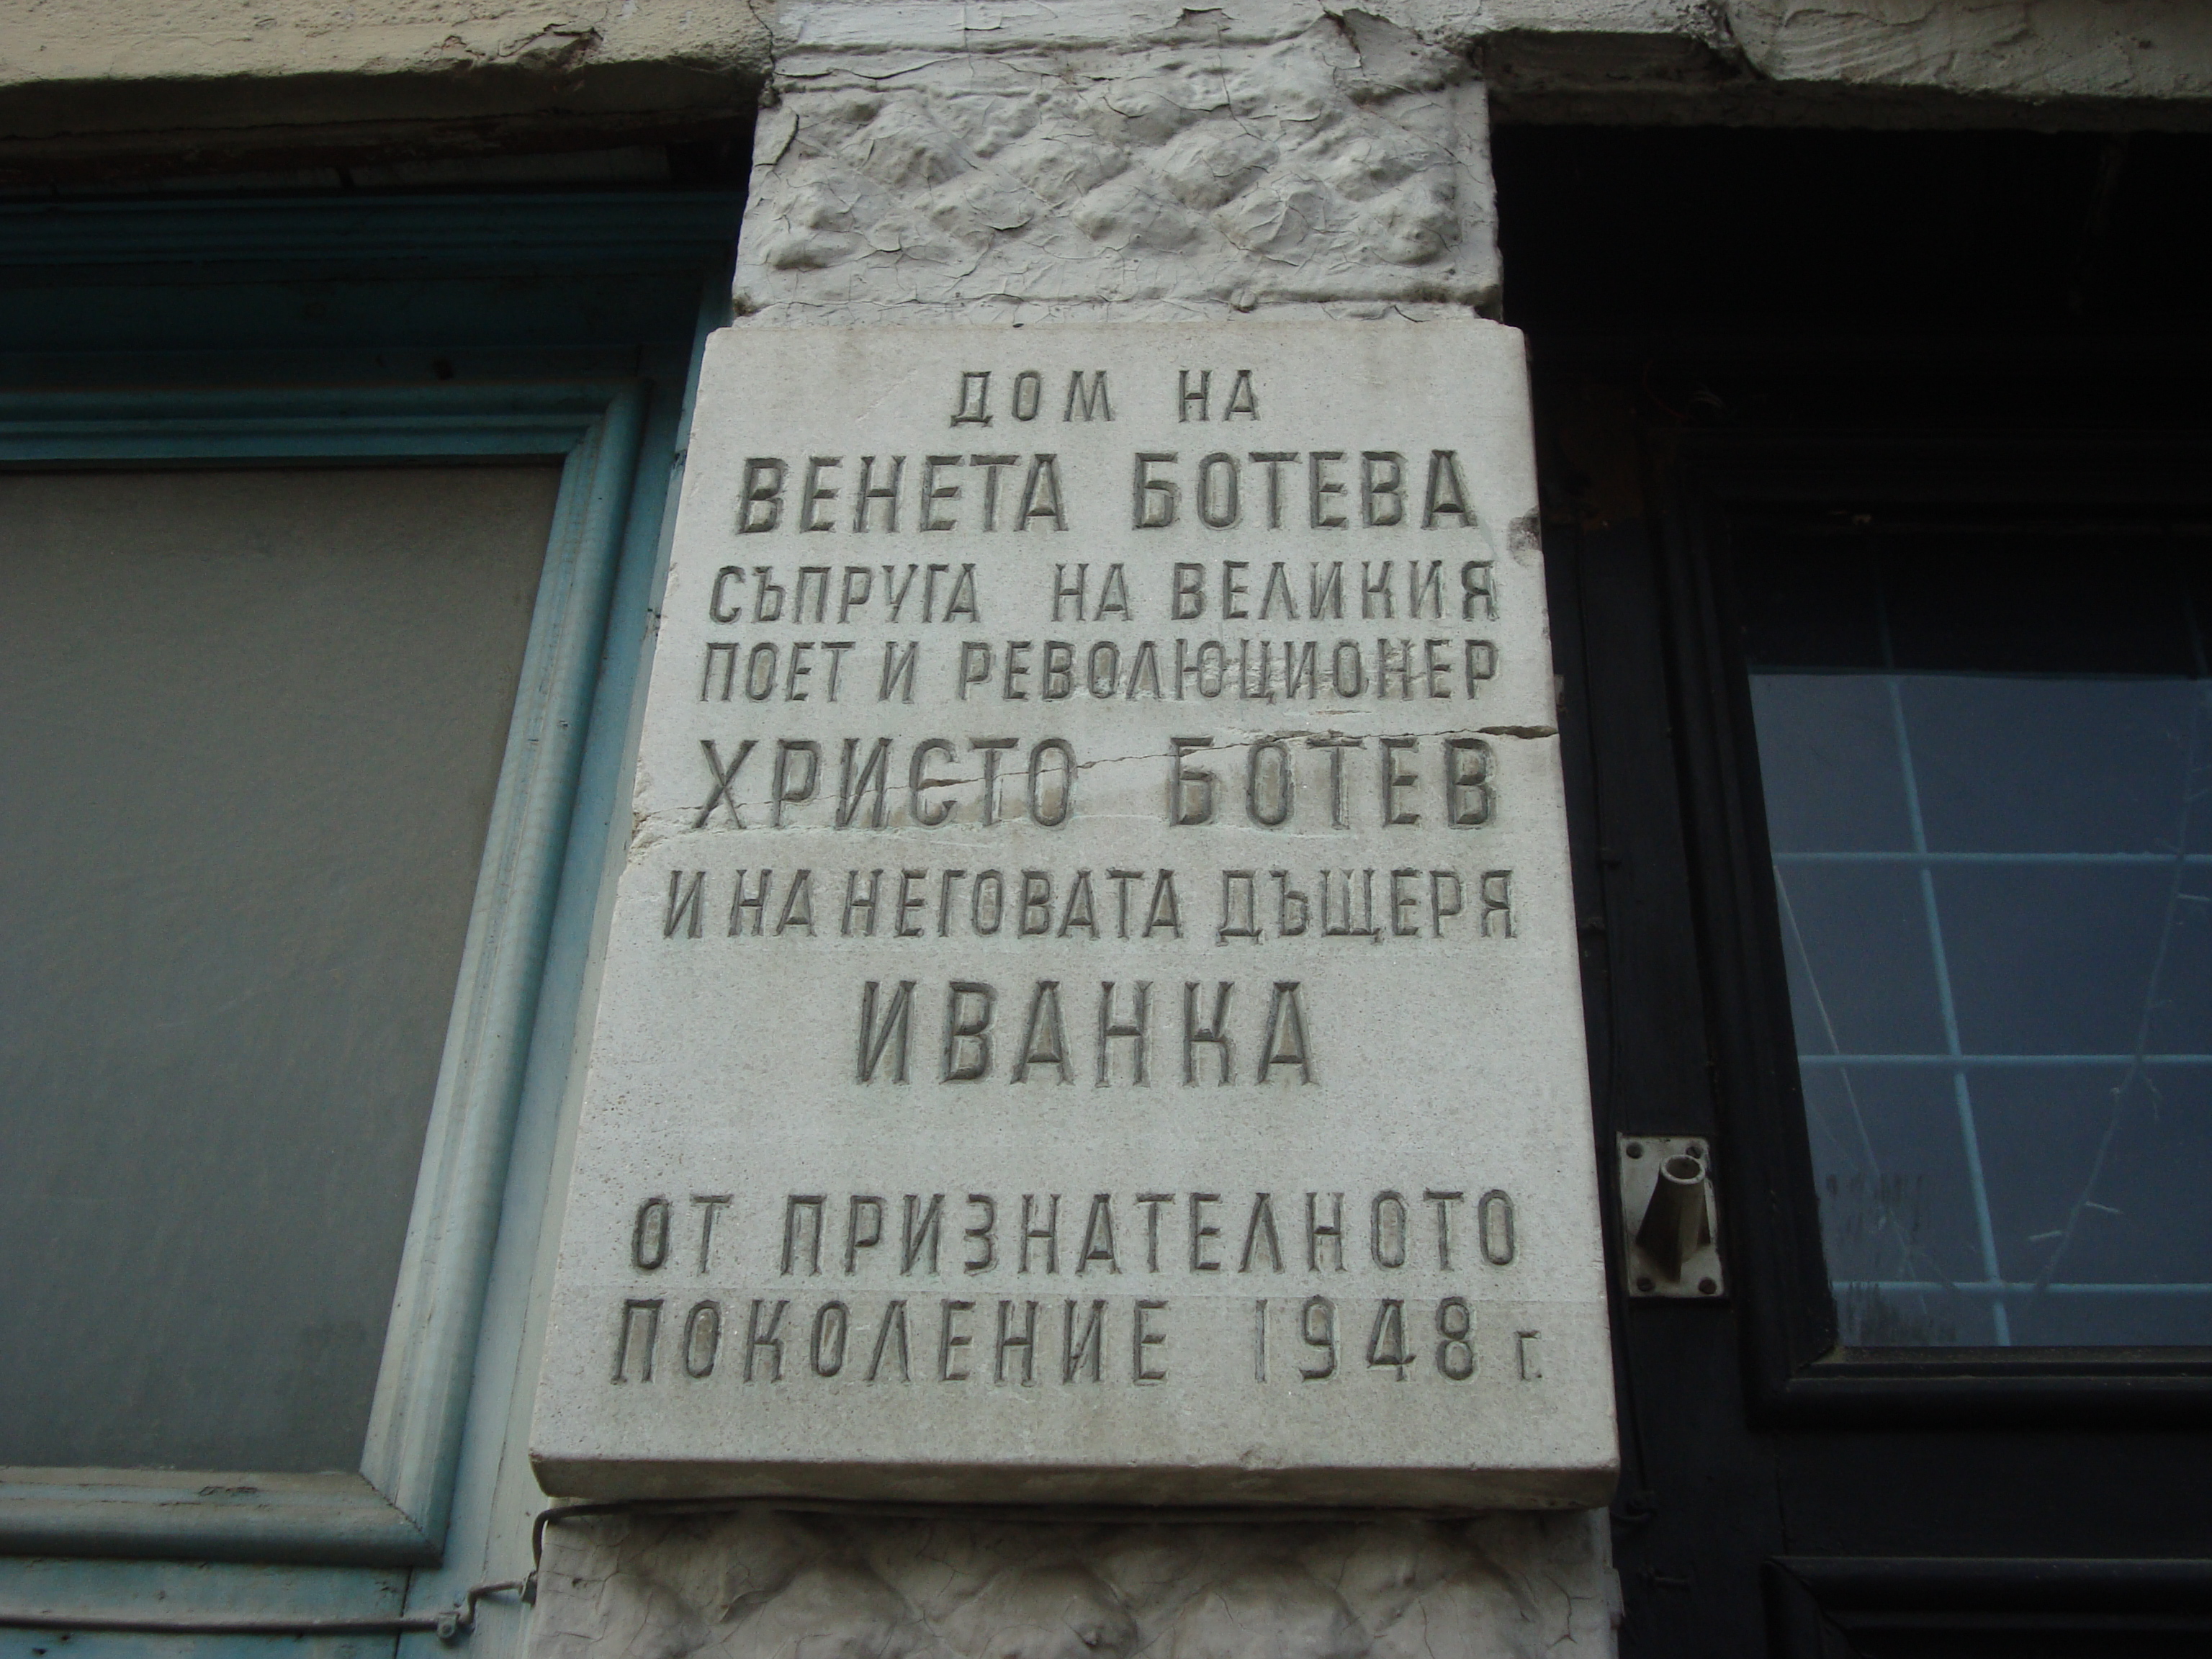 ДОМ НА
ВЕНЕТА БОТЕВА
СЪПРУГА НА ВЕЛИКИЯ
ПОЕТ И РЕВОЛЮЦИОНЕР
ХРИСТО БОТЕВ
И НА НЕГОВАТА ДЪЩЕРЯ
ИВАНКА
ОТ ПРИЗНАТЕЛНОТО
ПОКОЛЕНИЕ 1948 г.